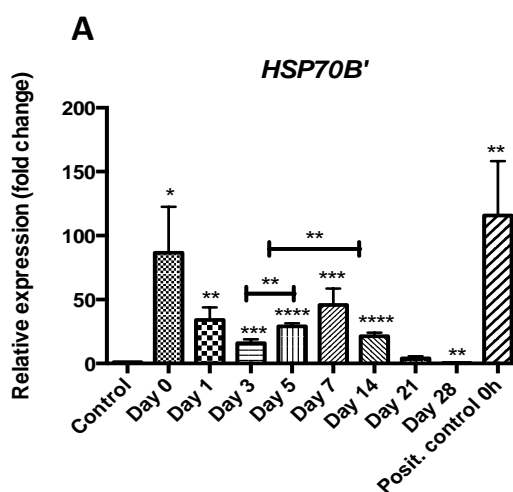 A
HSP70B'
Relative expression (fold change)
200
150
100
50
0
*
**
***
****
***
****
**
**
**
**
Control
Day 0
Day 1
Day 3
Day 5
Day 7
Day 14
Day 21
Day 28
Posit. control 0h